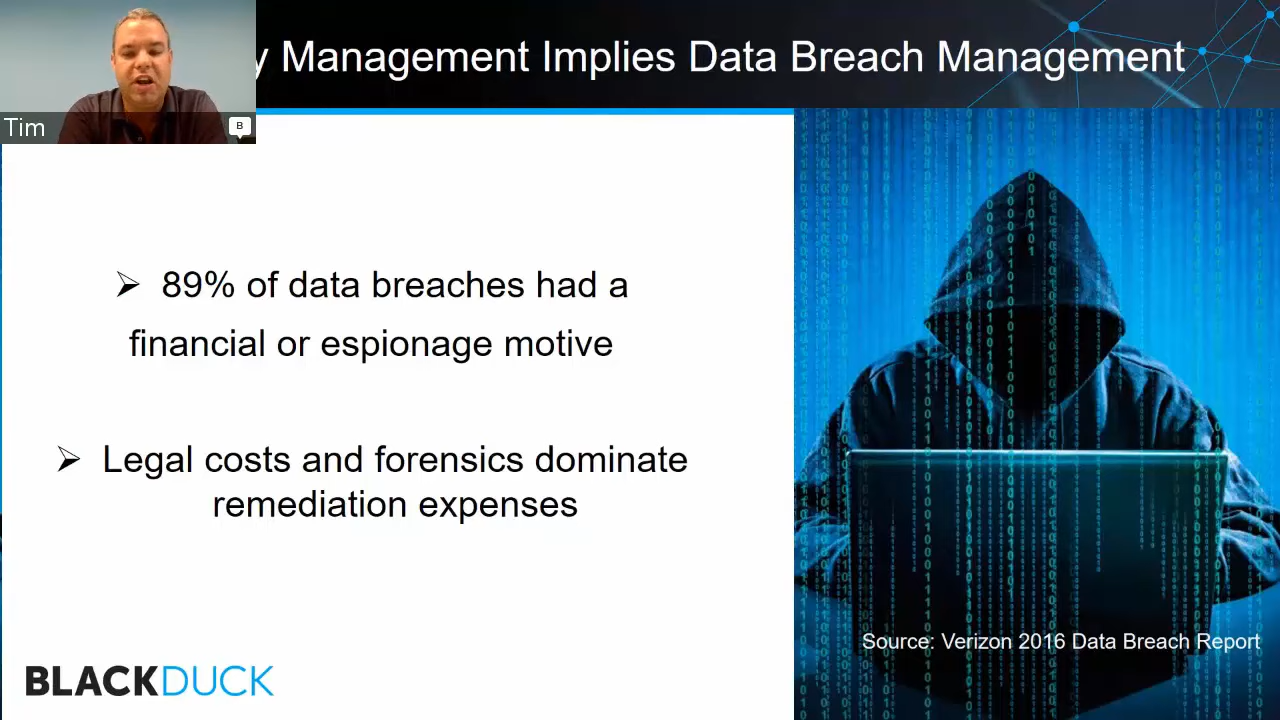 y Management Implies Data Breach Management
Tim
B
➢ 89% of data breaches had a
financial or espionage motive
➢ Legal costs and forensics dominate
remediation expenses
Source: Verizon 2016 Data Breach Report
BLACKDUCK